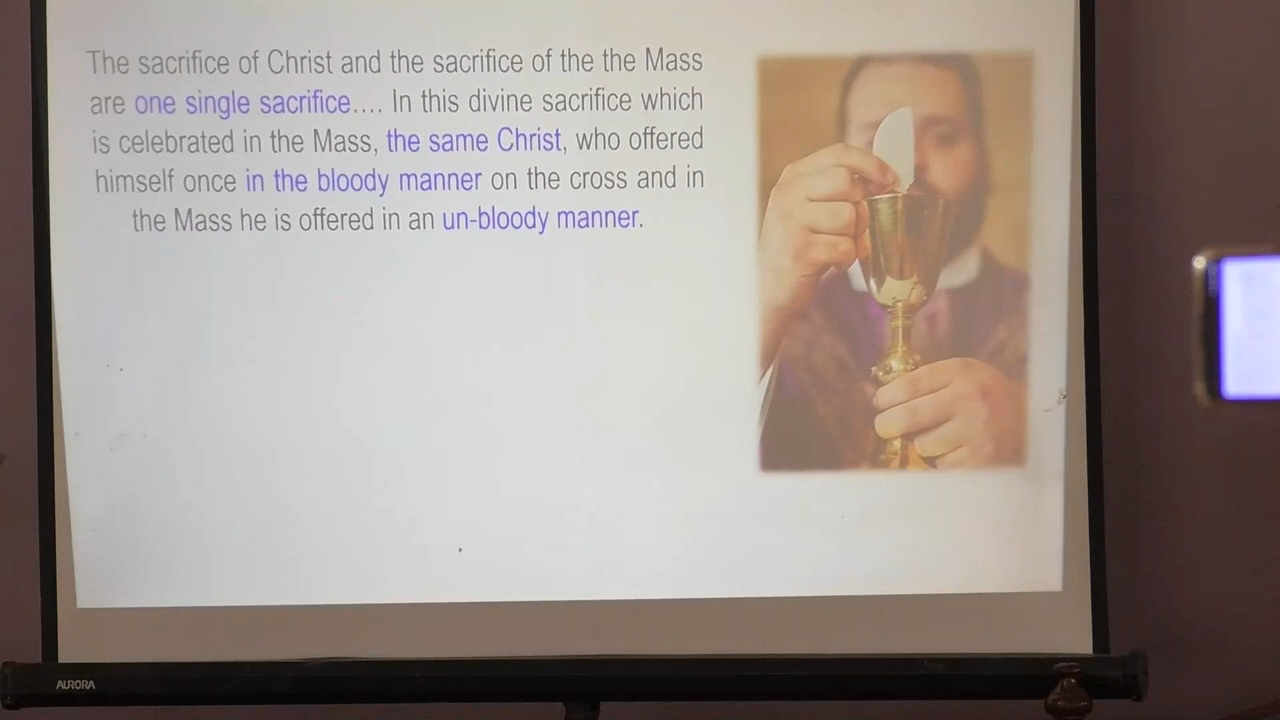 The sacrifice of Christ and the sacrifice of the the Mass
are one single sacrifice.... In this divine sacrifice which
is celebrated in the Mass, the same Christ, who offered
himself once in the bloody manner on the cross and in
the Mass he is offered in an un-bloody manner.
AURORA